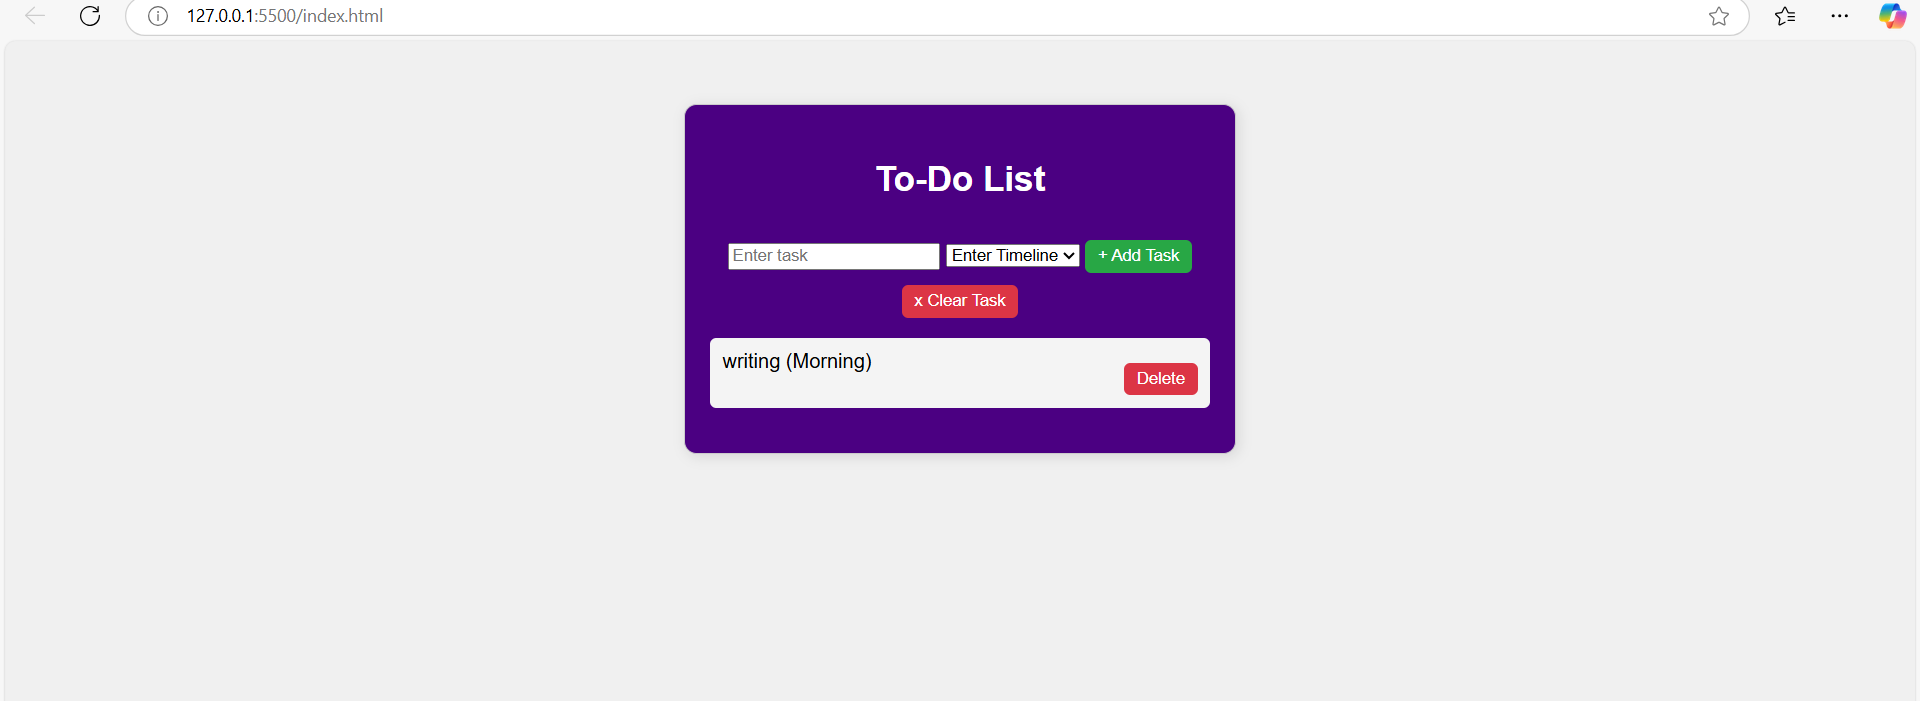 127.0.0.1:5500/index.html
To-Do List
Enter task Enter Timeline + Add Task
x Clear Task
writing (Morning)
Delete